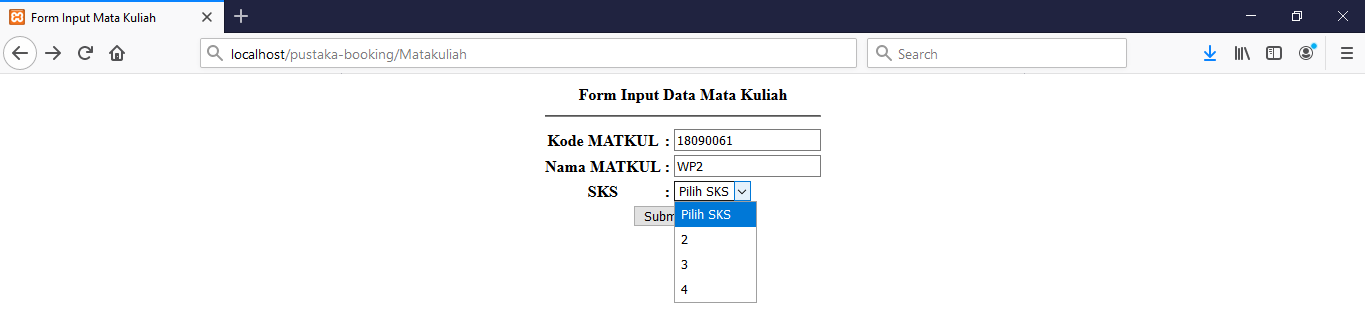 Form Input Mata Kuliah
localhost/pustaka-booking/Matakuliah
Search
Form Input Data Mata Kuliah
Kode MATKUL : 18090061
Nama MATKUL : WP2
SKS : Pilih SKS
Subm
Pilih SKS
2
3
4